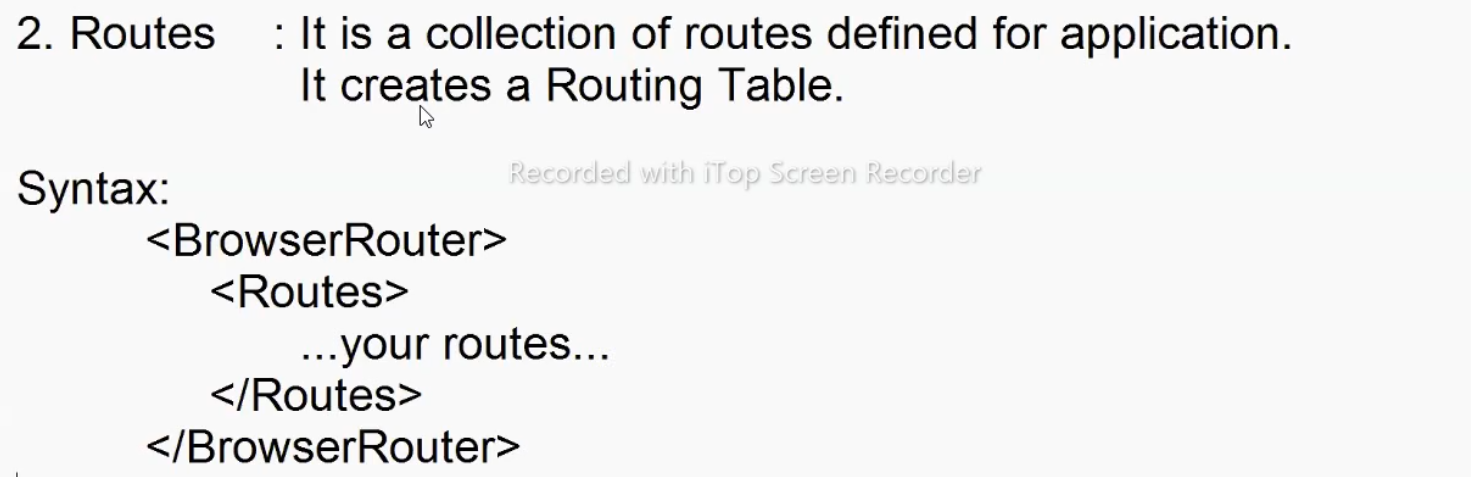 2. Routes : It is a collection of routes defined for application.
It creates a Routing Table.
Recorded with iTop Screen Recorder
Syntax:
<BrowserRouter>
<Routes>
...your routes...
</Routes>
</BrowserRouter>